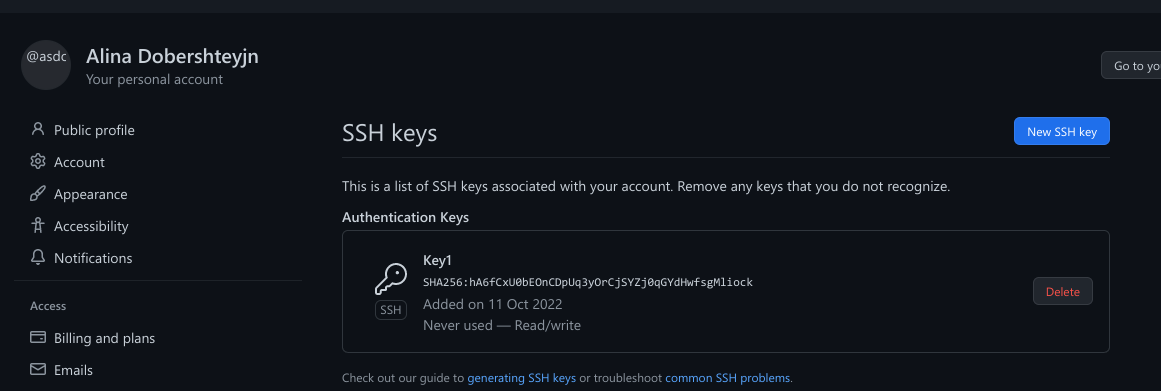 @asdc
Alina Dobershteyjn
Your personal account
Go to yo
Public profile
Account
Appearance
Accessibility
Notifications
Access
Billing and plans
Emails
SSH keys
New SSH key
This is a list of SSH keys associated with your account. Remove any keys that you do not recognize.
Authentication Keys
Key1
SHA256:hA6fCxU0bEOnCDpUq3yOrCjSYZj0qGYdHwfsgMliock
Added on 11 Oct 2022
Never used — Read/write
SSH
Delete
Check out our guide to generating SSH keys or troubleshoot common SSH problems.